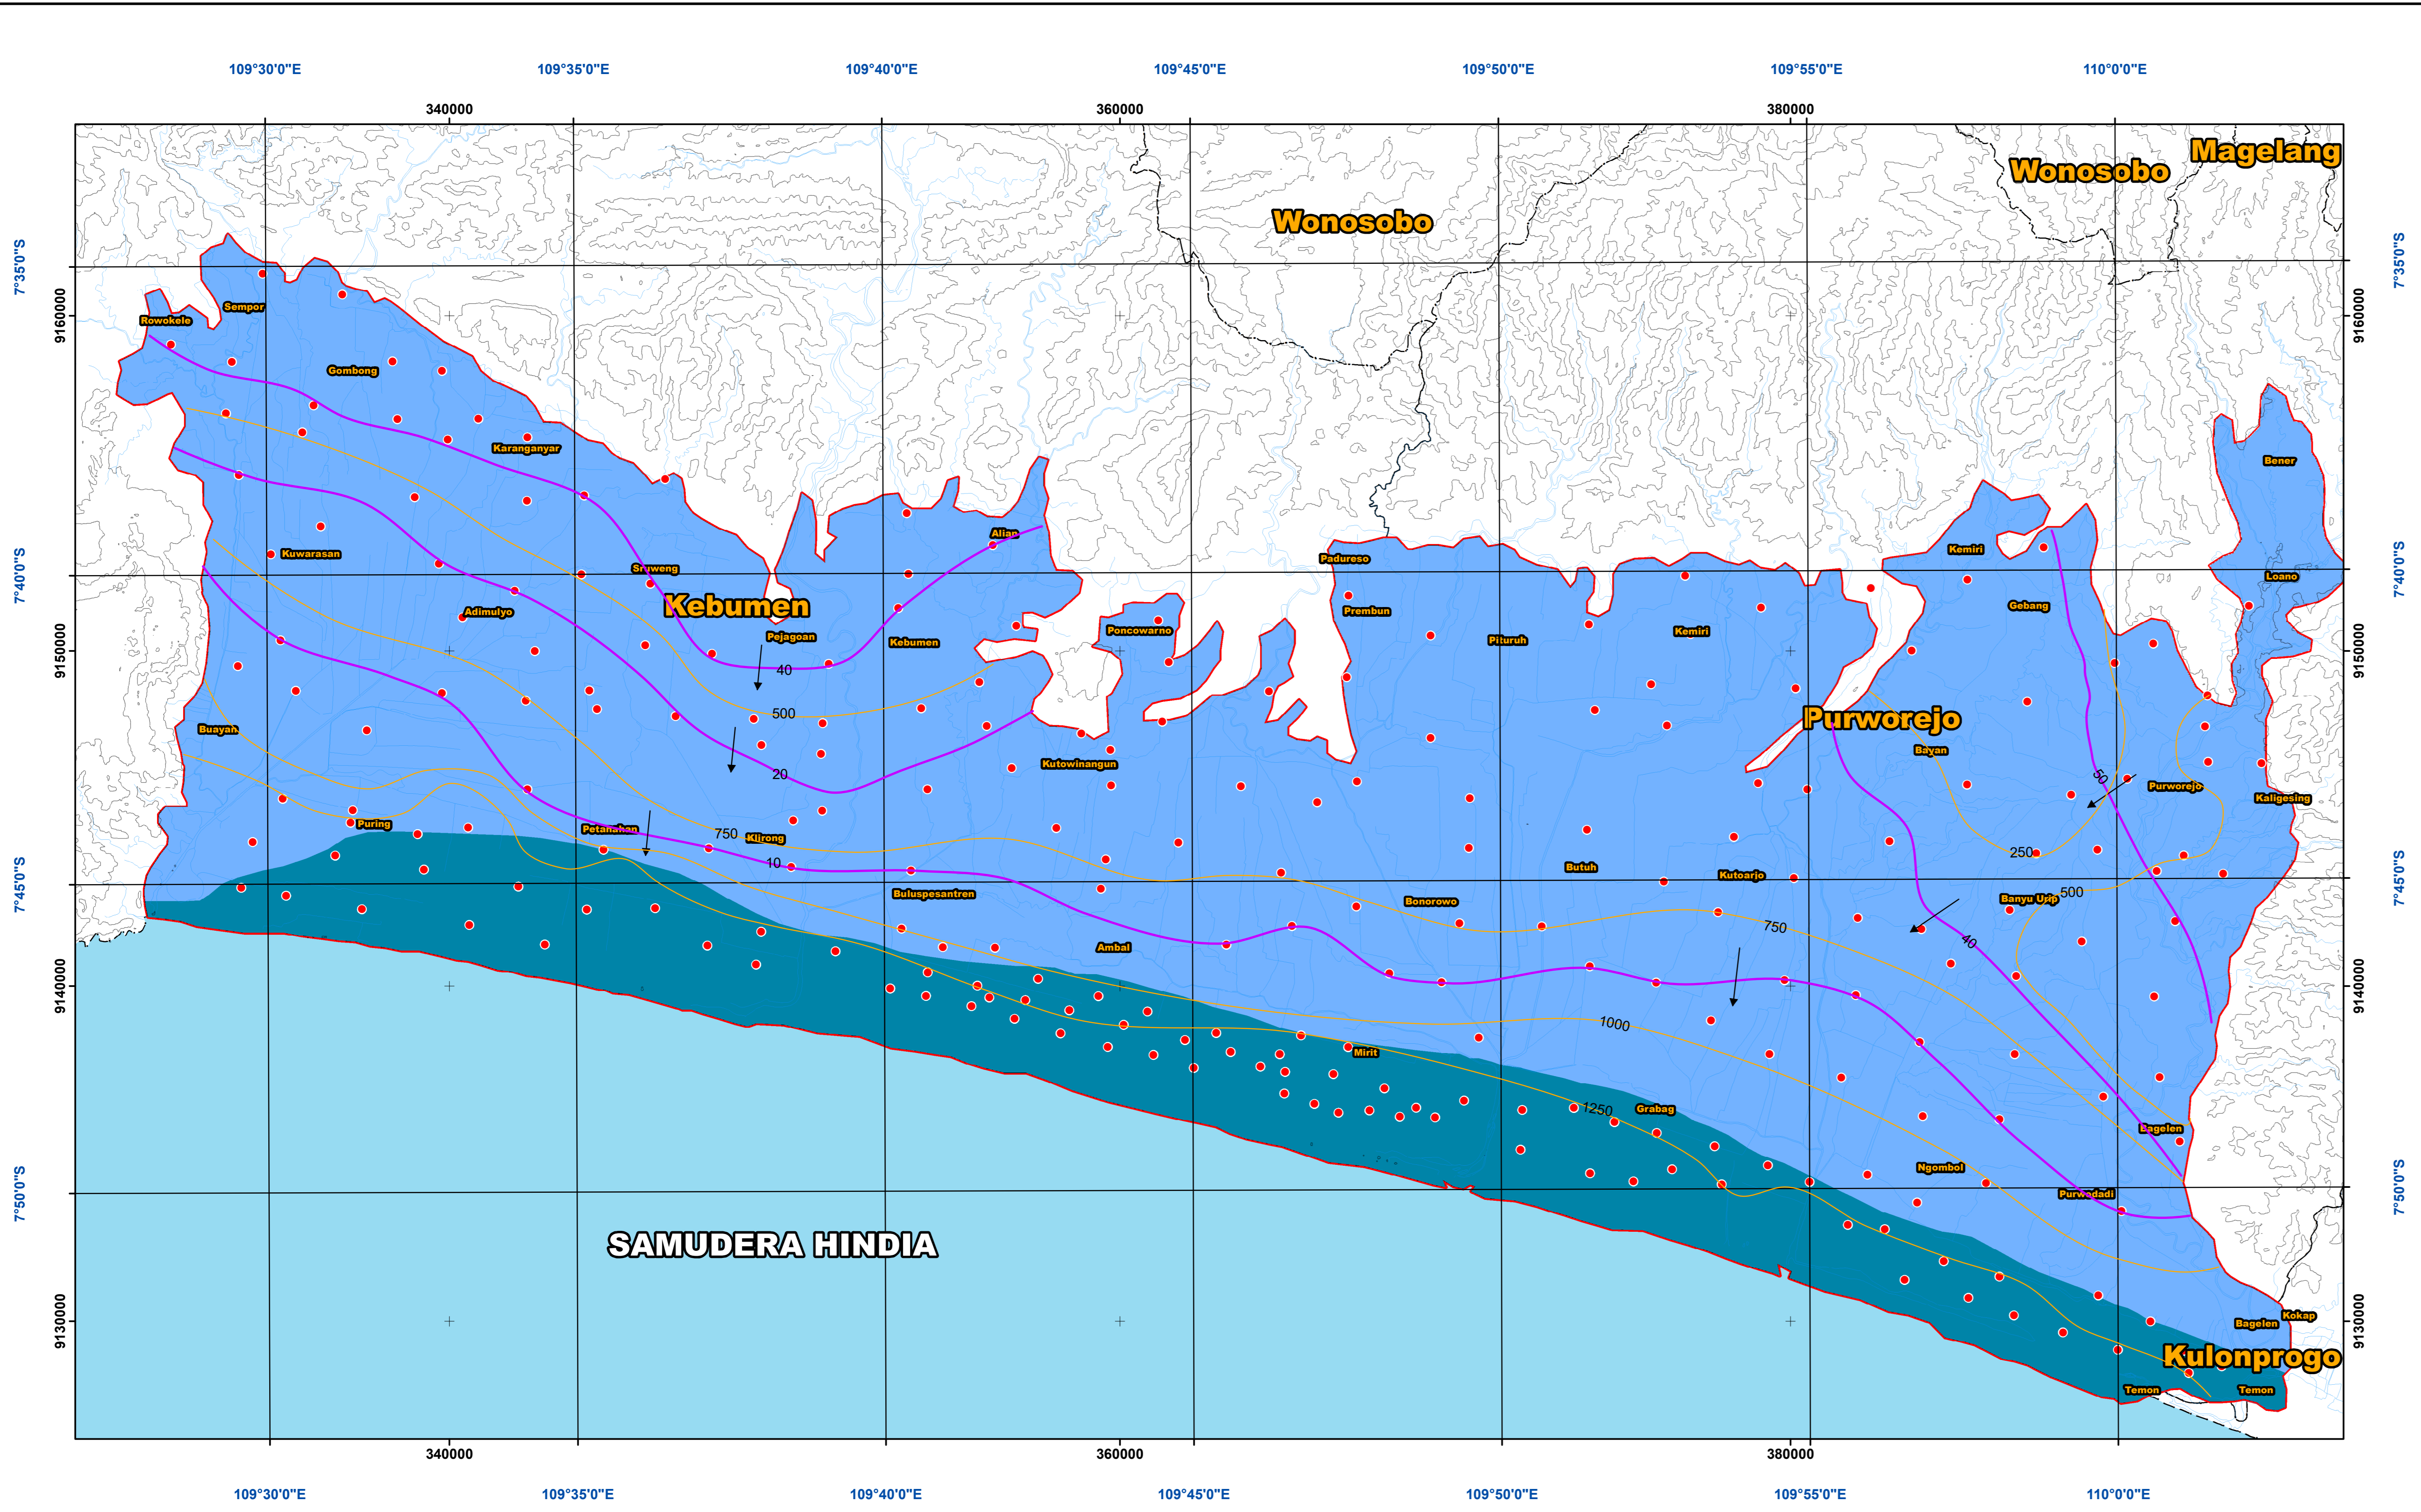 109°30'0"E 109°35'0"E 109°40'0"E 109°45'0"E 109°50'0"E 109°55'0"E 110°0'0"E
340000 360000 380000
Magelang
Wonosobo
Wonosobo
7°35'0"S 7°35'0"S
9160000 9160000
Sempor
Rowokele
Gombong
Karanganyar
Bener
Alian
Kemiri
Kuwarasan
Padureso
7°40'0"S 7°40'0"S
Sruweng
Loano
Kebumen
Gebang
Adimulyo
Prembun
Poncowarno
Kemiri
Pejagoan
Kebumen
Pituruh
9150000 9150000
40
500
Purworejo
Buayan
Bayan
Kutowinangun
20
50
Purworejo
Kaligesing
Puring
Petanahan
750
Klirong
250
10
Butuh
Kutoarjo
7°45'0"S 7°45'0"S
Buluspesantren
500
Banyu Urip
Bonorowo
750
40
Ambal
9140000 9140000
1000
Mirit
1250
Grabag
Bagelen
Ngombol
Purwodadi
7°50'0"S 7°50'0"S
SAMUDERA HINDIA
Kokap
9130000 9130000
Bagelen
Kulonprogo
Temon Temon
340000 360000 380000
109°30'0"E 109°35'0"E 109°40'0"E 109°45'0"E 109°50'0"E 109°55'0"E 110°0'0"E